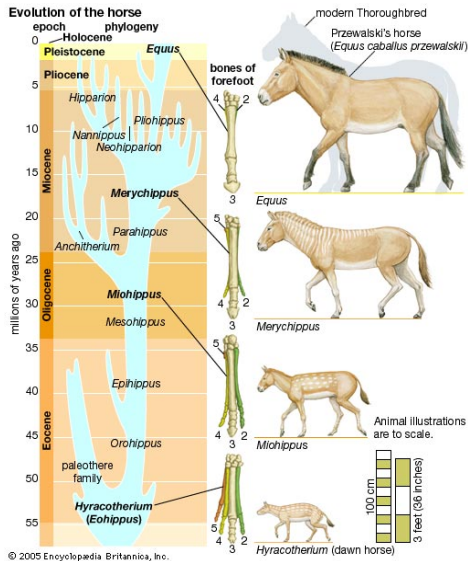 Evolution of the horse
epoch
phylogeny
0
Holocene
Pleistocene
Equus
Pliocene
5
Hipparion
Pliohippus
10
Nannippus
Neohipparion
Miocene
15
Merychippus
20
Parahippus
Anchitherium
25
millions of years ago
Oligocene
Miohippus
30
Mesohippus
35
Epihippus
40
Eocene
45
Orohippus
50
paleothere
family
Hyracotherium
(Eohippus)
55
bones of
forefoot
4 2
3
5
4 2
3
5
4 2
3
5
4 2
3
modern Thoroughbred
Przewalski's horse
(Equus caballus przewalskii)
Equus
Merychippus
Miohippus
Animal illustrations
are to scale.
100 cm
3 feet (36 inches)
Hyracotherium (dawn horse)
© 2005 Encyclopædia Britannica, Inc.